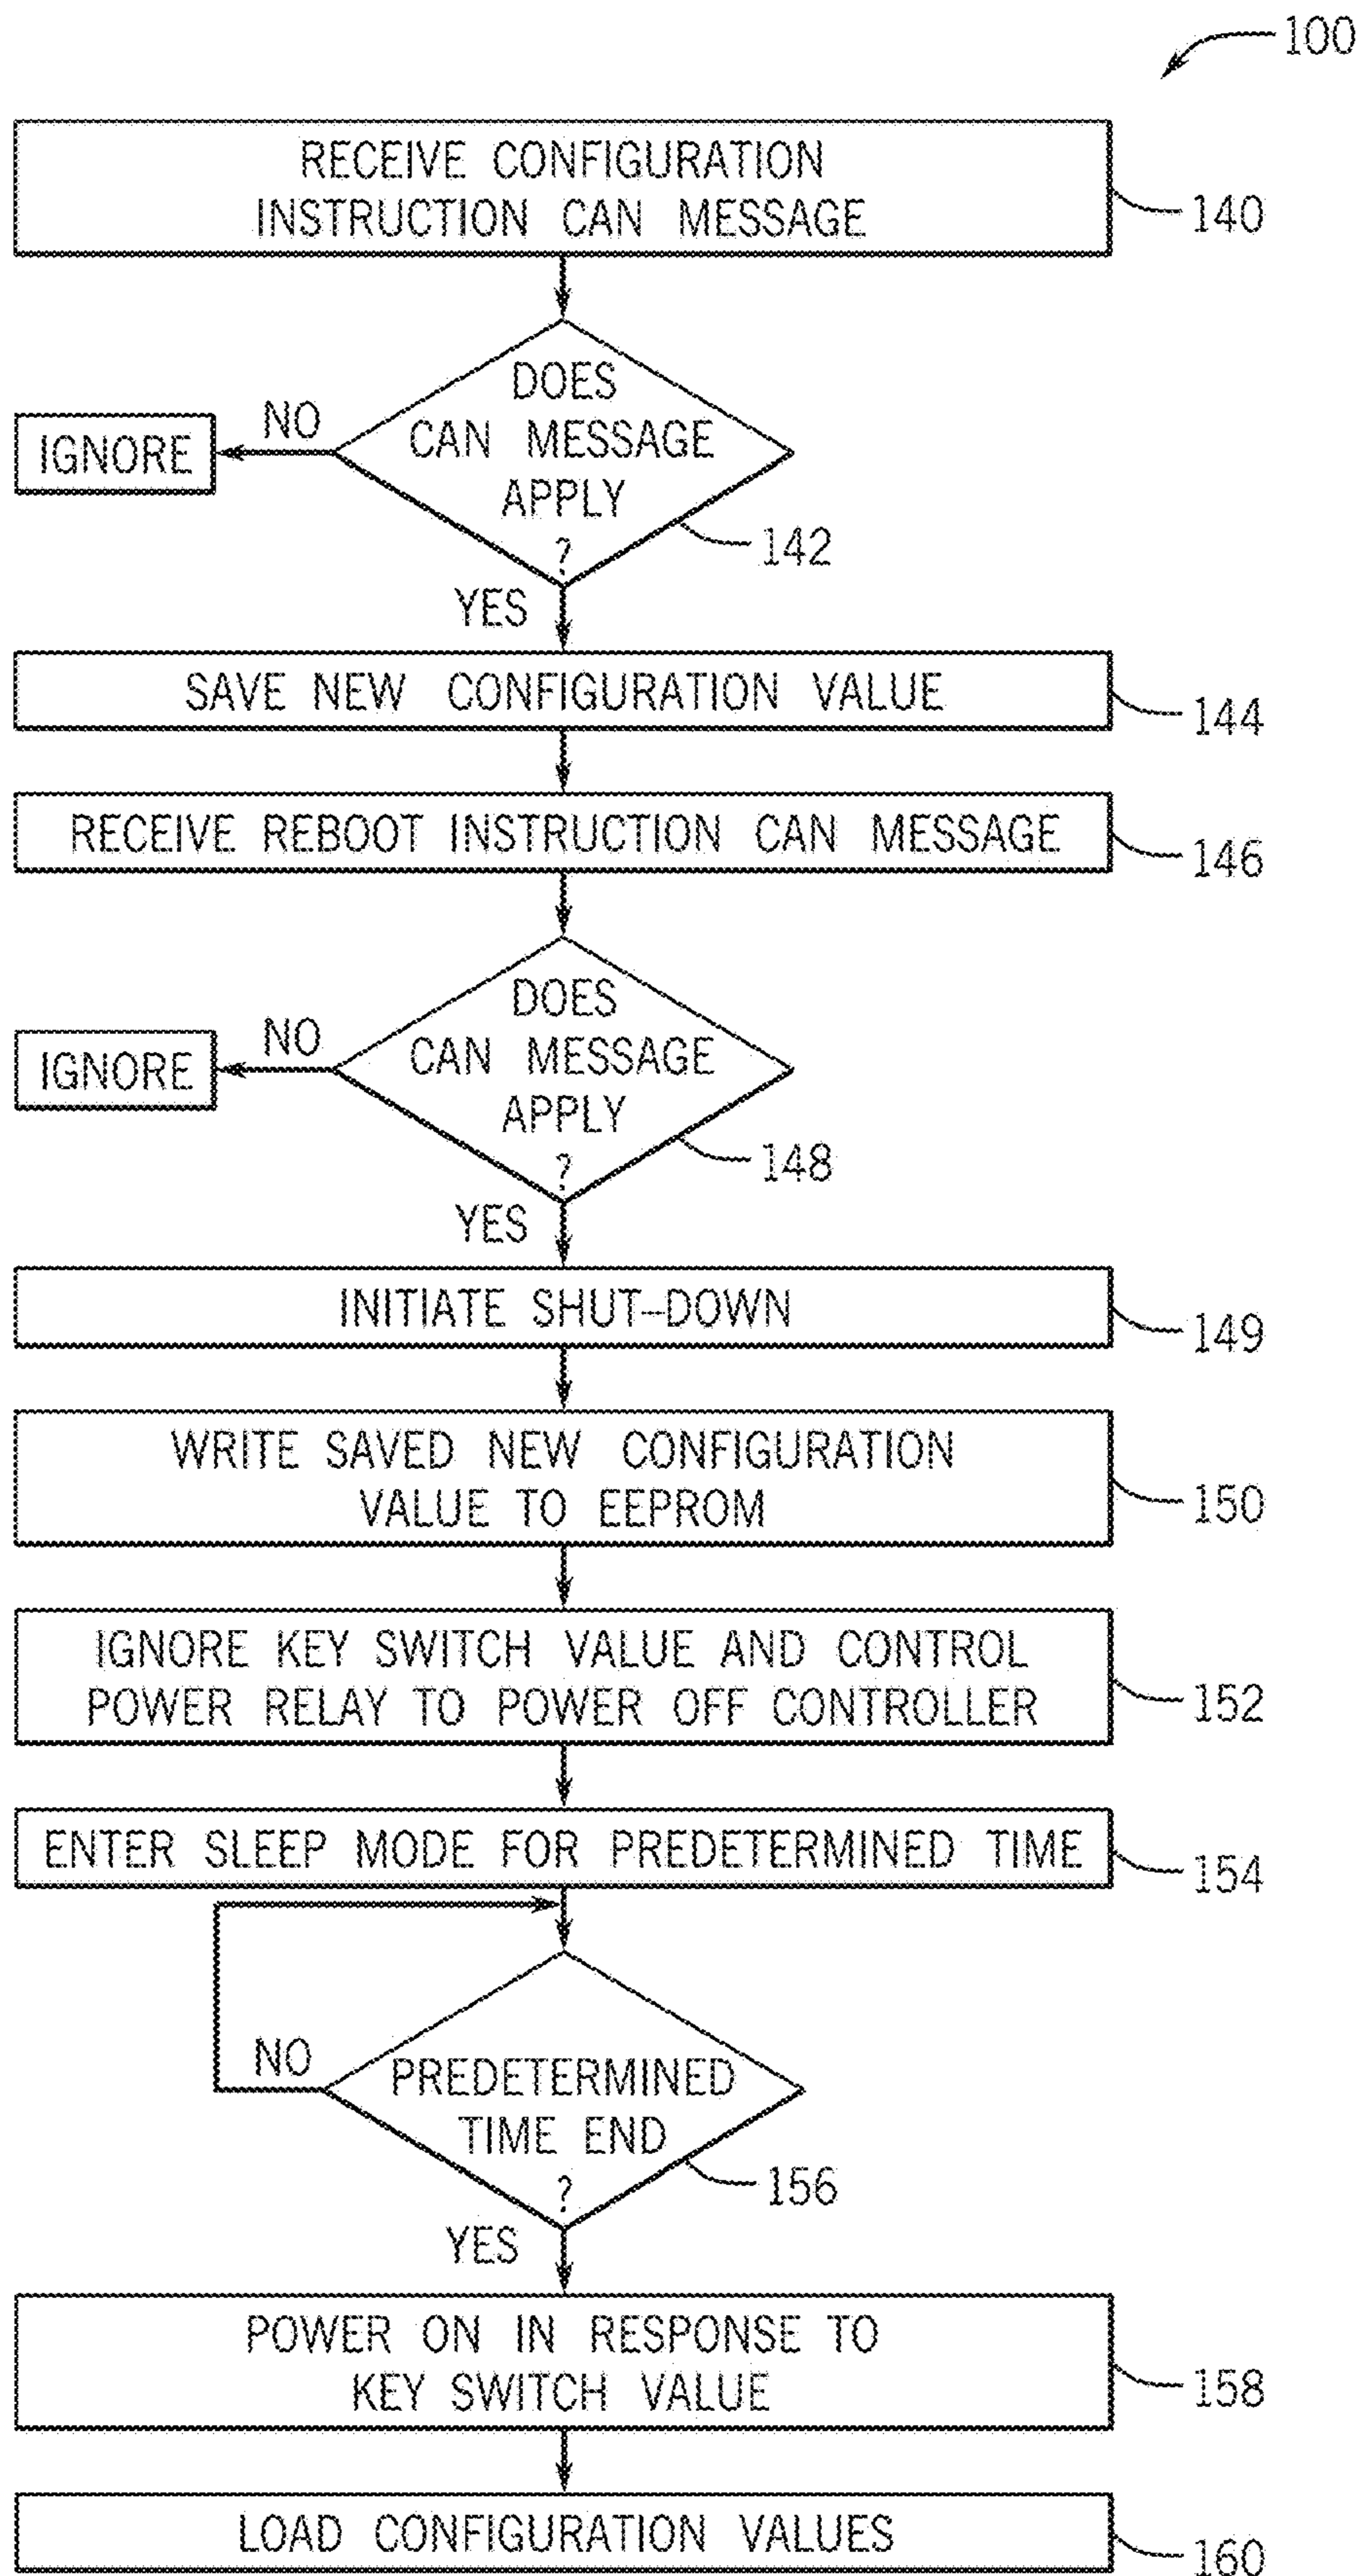 100
RECEIVE CONFIGURATION
INSTRUCTION CAN MESSAGE
140
DOES
CAN MESSAGE
APPLY
?
142
NO
IGNORE
YES
SAVE NEW CONFIGURATION VALUE
144
RECEIVE REBOOT INSTRUCTION CAN MESSAGE
146
DOES
CAN MESSAGE
APPLY
?
148
NO
IGNORE
YES
INITIATE SHUT-DOWN
149
WRITE SAVED NEW CONFIGURATION
VALUE TO EEPROM
150
IGNORE KEY SWITCH VALUE AND CONTROL
POWER RELAY TO POWER OFF CONTROLLER
152
ENTER SLEEP MODE FOR PREDETERMINED TIME
154
NO
PREDETERMINED
TIME END
?
156
YES
POWER ON IN RESPONSE TO
KEY SWITCH VALUE
158
LOAD CONFIGURATION VALUES
160